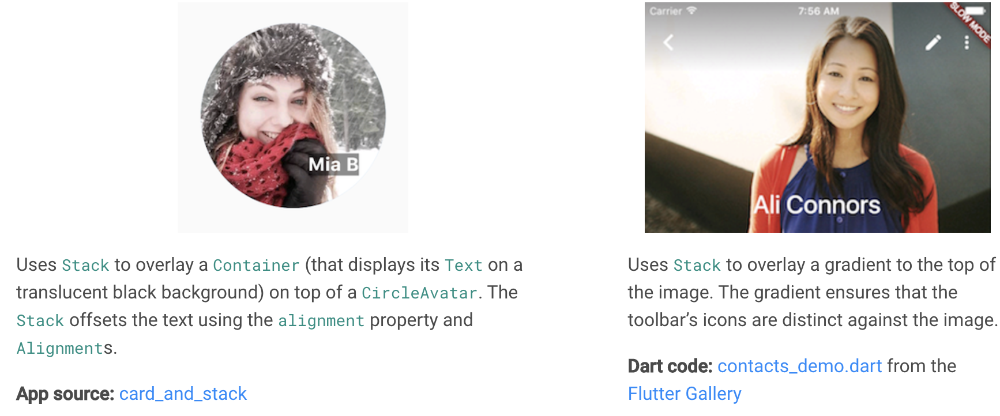 Mia B
Uses Stack to overlay a Container (that displays its Text on a
translucent black background) on top of a CircleAvatar. The
Stack offsets the text using the alignment property and
Alignments.
App source: card_and_stack
Carrier
7:56 AM
SLOW MODE
Ali Connors
Uses Stack to overlay a gradient to the top of
the image. The gradient ensures that the
toolbar’s icons are distinct against the image.
Dart code: contacts_demo.dart from the
Flutter Gallery